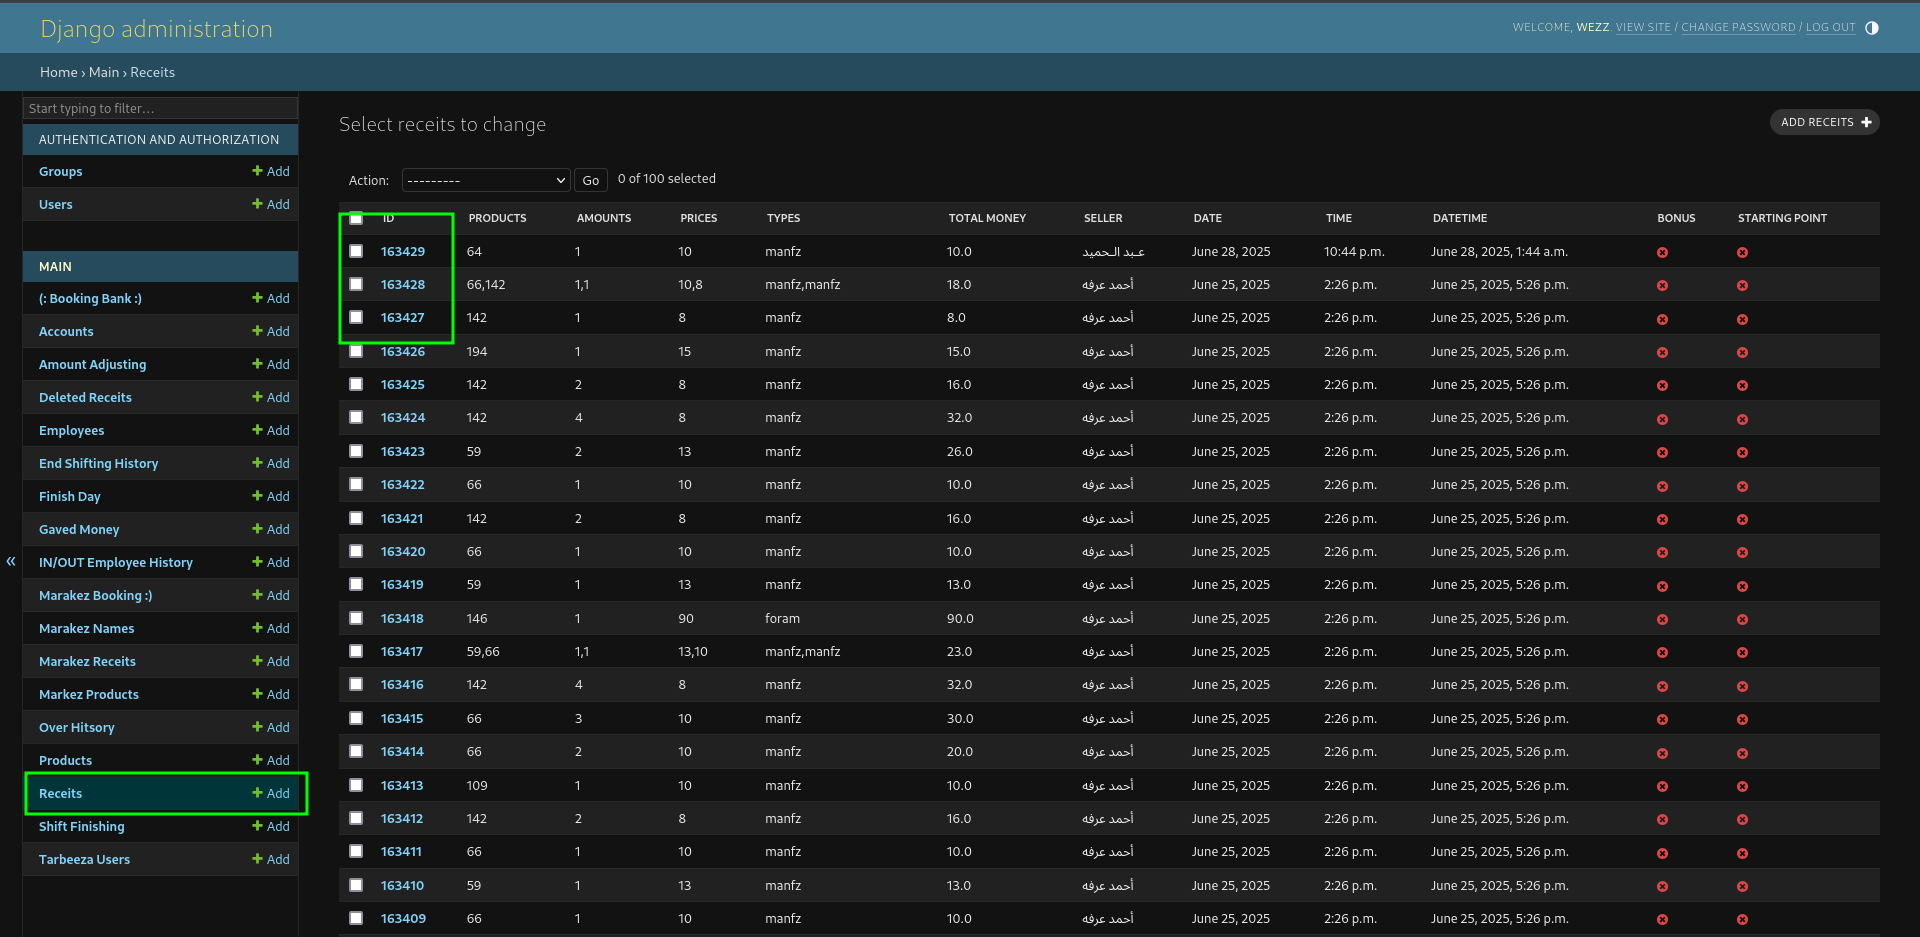 Django administration
WELCOME, WEZZ. VIEW SITE / CHANGE PASSWORD / LOG OUT
Home › Main › Receits
Start typing to filter...
AUTHENTICATION AND AUTHORIZATION
Groups + Add
Users + Add
MAIN
(: Booking Bank :) + Add
Accounts + Add
Amount Adjusting + Add
Deleted Receits + Add
Employees + Add
End Shifting History + Add
Finish Day + Add
Gaved Money + Add
«
IN/OUT Employee History + Add
Marakez Booking :) + Add
Marakez Names + Add
Marakez Receits + Add
Markez Products + Add
Over Hitsory + Add
Products + Add
Receits + Add
Shift Finishing + Add
Tarbeeza Users + Add
Select receits to change
ADD RECEITS +
Action: --------- Go 0 of 100 selected
ID PRODUCTS AMOUNTS PRICES TYPES TOTAL MONEY SELLER DATE TIME DATETIME BONUS STARTING POINT
163429 64 1 10 manfz 10.0 عـبد الـحميد June 28, 2025 10:44 p.m. June 28, 2025, 1:44 a.m.
163428 66,142 1,1 10,8 manfz,manfz 18.0 أحمد عرفه June 25, 2025 2:26 p.m. June 25, 2025, 5:26 p.m.
163427 142 1 8 manfz 8.0 أحمد عرفه June 25, 2025 2:26 p.m. June 25, 2025, 5:26 p.m.
163426 194 1 15 manfz 15.0 أحمد عرفه June 25, 2025 2:26 p.m. June 25, 2025, 5:26 p.m.
163425 142 2 8 manfz 16.0 أحمد عرفه June 25, 2025 2:26 p.m. June 25, 2025, 5:26 p.m.
163424 142 4 8 manfz 32.0 أحمد عرفه June 25, 2025 2:26 p.m. June 25, 2025, 5:26 p.m.
163423 59 2 13 manfz 26.0 أحمد عرفه June 25, 2025 2:26 p.m. June 25, 2025, 5:26 p.m.
163422 66 1 10 manfz 10.0 أحمد عرفه June 25, 2025 2:26 p.m. June 25, 2025, 5:26 p.m.
163421 142 2 8 manfz 16.0 أحمد عرفه June 25, 2025 2:26 p.m. June 25, 2025, 5:26 p.m.
163420 66 1 10 manfz 10.0 أحمد عرفه June 25, 2025 2:26 p.m. June 25, 2025, 5:26 p.m.
163419 59 1 13 manfz 13.0 أحمد عرفه June 25, 2025 2:26 p.m. June 25, 2025, 5:26 p.m.
163418 146 1 90 foram 90.0 أحمد عرفه June 25, 2025 2:26 p.m. June 25, 2025, 5:26 p.m.
163417 59,66 1,1 13,10 manfz,manfz 23.0 أحمد عرفه June 25, 2025 2:26 p.m. June 25, 2025, 5:26 p.m.
163416 142 4 8 manfz 32.0 أحمد عرفه June 25, 2025 2:26 p.m. June 25, 2025, 5:26 p.m.
163415 66 3 10 manfz 30.0 أحمد عرفه June 25, 2025 2:26 p.m. June 25, 2025, 5:26 p.m.
163414 66 2 10 manfz 20.0 أحمد عرفه June 25, 2025 2:26 p.m. June 25, 2025, 5:26 p.m.
163413 109 1 10 manfz 10.0 أحمد عرفه June 25, 2025 2:26 p.m. June 25, 2025, 5:26 p.m.
163412 142 2 8 manfz 16.0 أحمد عرفه June 25, 2025 2:26 p.m. June 25, 2025, 5:26 p.m.
163411 66 1 10 manfz 10.0 أحمد عرفه June 25, 2025 2:26 p.m. June 25, 2025, 5:26 p.m.
163410 59 1 13 manfz 13.0 أحمد عرفه June 25, 2025 2:26 p.m. June 25, 2025, 5:26 p.m.
163409 66 1 10 manfz 10.0 أحمد عرفه June 25, 2025 2:26 p.m. June 25, 2025, 5:26 p.m.